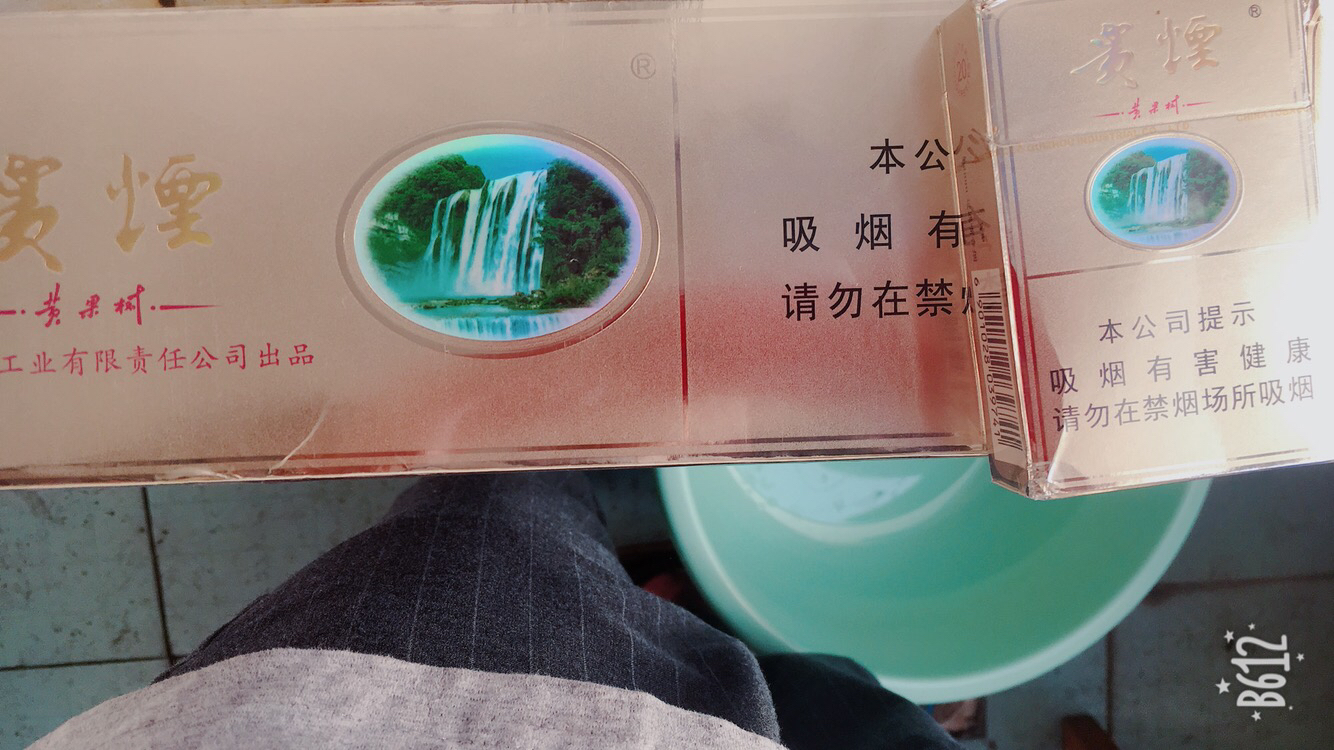 貴煙
黄果树
工业有限责任公司出品
®
本公
吸烟有
请勿在禁
貴煙
®
黄果树
20
本公司提示
吸烟有害健康
请勿在禁烟场所吸烟
B612